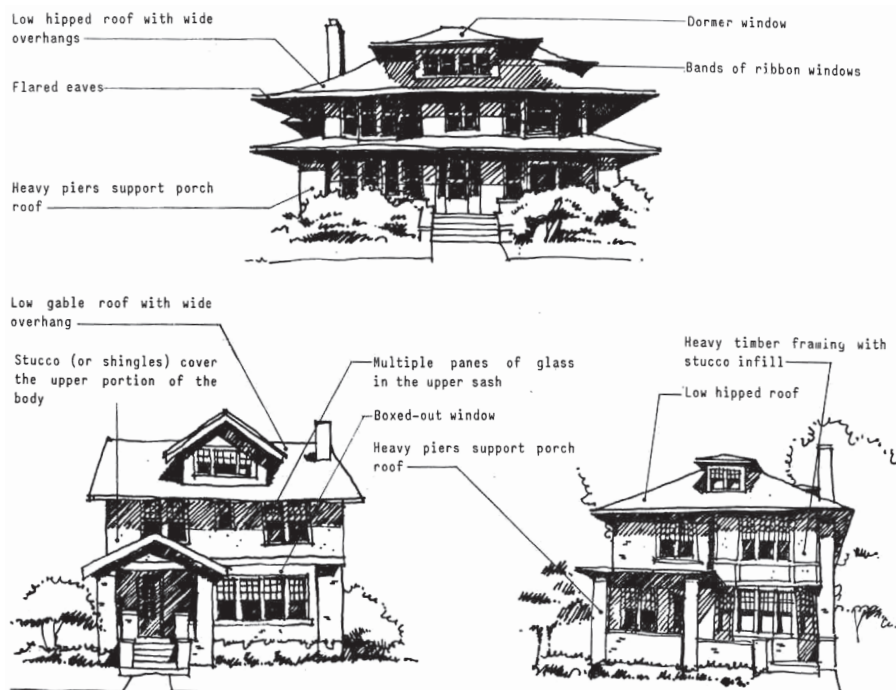 Low hipped roof with wide
overhangs
Dormer window
Bands of ribbon windows
Flared eaves
Heavy piers support porch
roof
Low gable roof with wide
overhang
Stucco (or shingles) cover
the upper portion of the
body
Multiple panes of glass
in the upper sash
Boxed-out window
Heavy piers support porch
roof
Heavy timber framing with
stucco infill
Low hipped roof